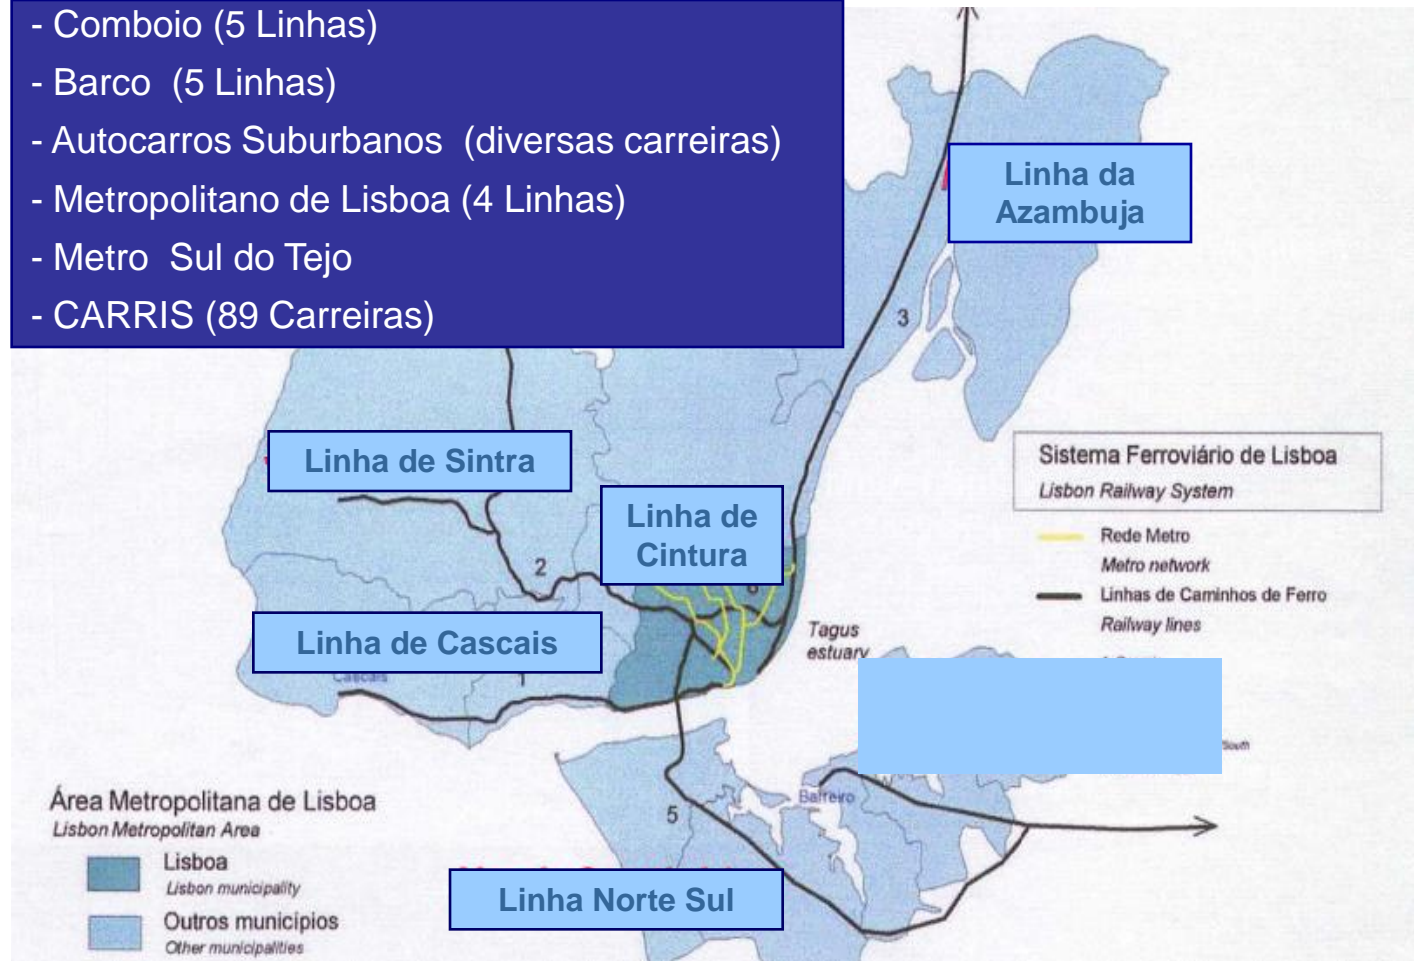 - Comboio (5 Linhas)
- Barco (5 Linhas)
- Autocarros Suburbanos (diversas carreiras)
- Metropolitano de Lisboa (4 Linhas)
- Metro Sul do Tejo
- CARRIS (89 Carreiras)
Linha da
Azambuja
3
Linha de Sintra
Sistema Ferroviário de Lisboa
Lisbon Railway System
Linha de
Cintura
Rede Metro
Metro network
2
Linhas de Caminhos de Ferro
Railway lines
Linha de Cascais
Tagus
estuary
Cascais
1
South
Barreiro
5
Área Metropolitana de Lisboa
Lisbon Metropolitan Area
Lisboa
Lisbon municipality
Linha Norte Sul
Outros municípios
Other municipalities